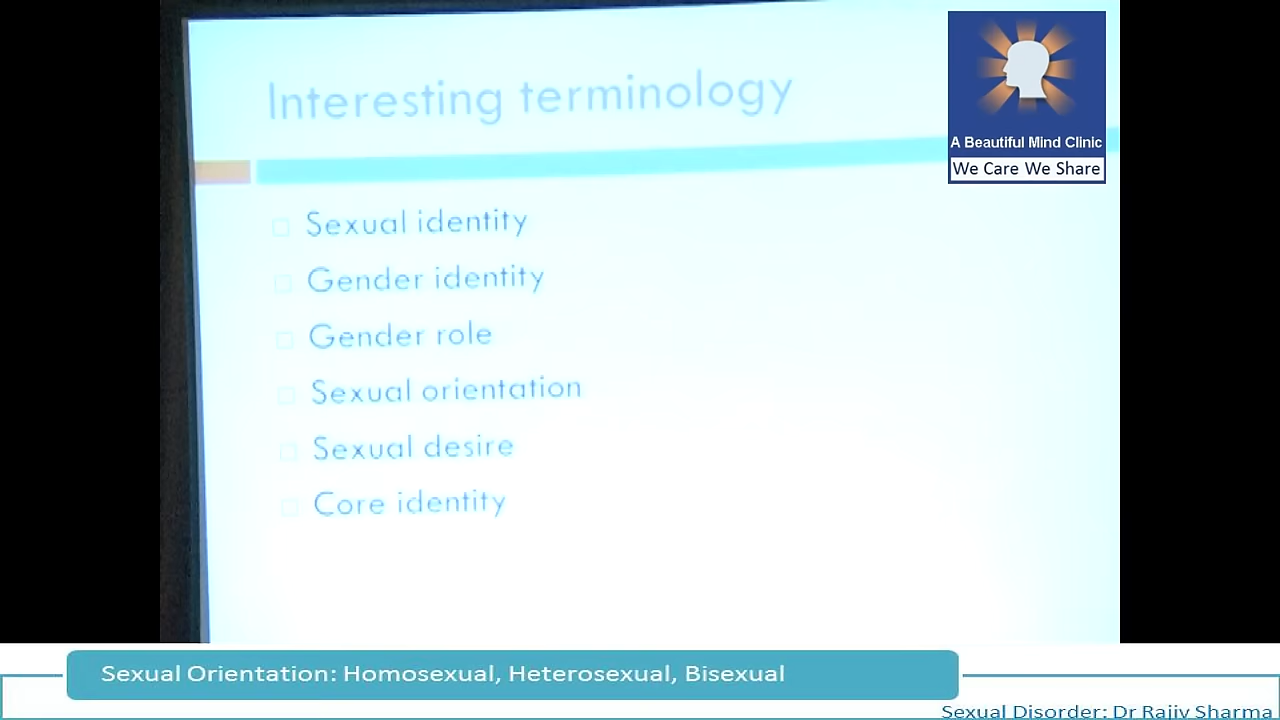 Interesting terminology
A Beautiful Mind Clinic
We Care We Share
Sexual identity
Gender identity
Gender role
Sexual orientation
Sexual desire
Core identity
Sexual Orientation: Homosexual, Heterosexual, Bisexual
Sexual Disorder: Dr Rajiv Sharma